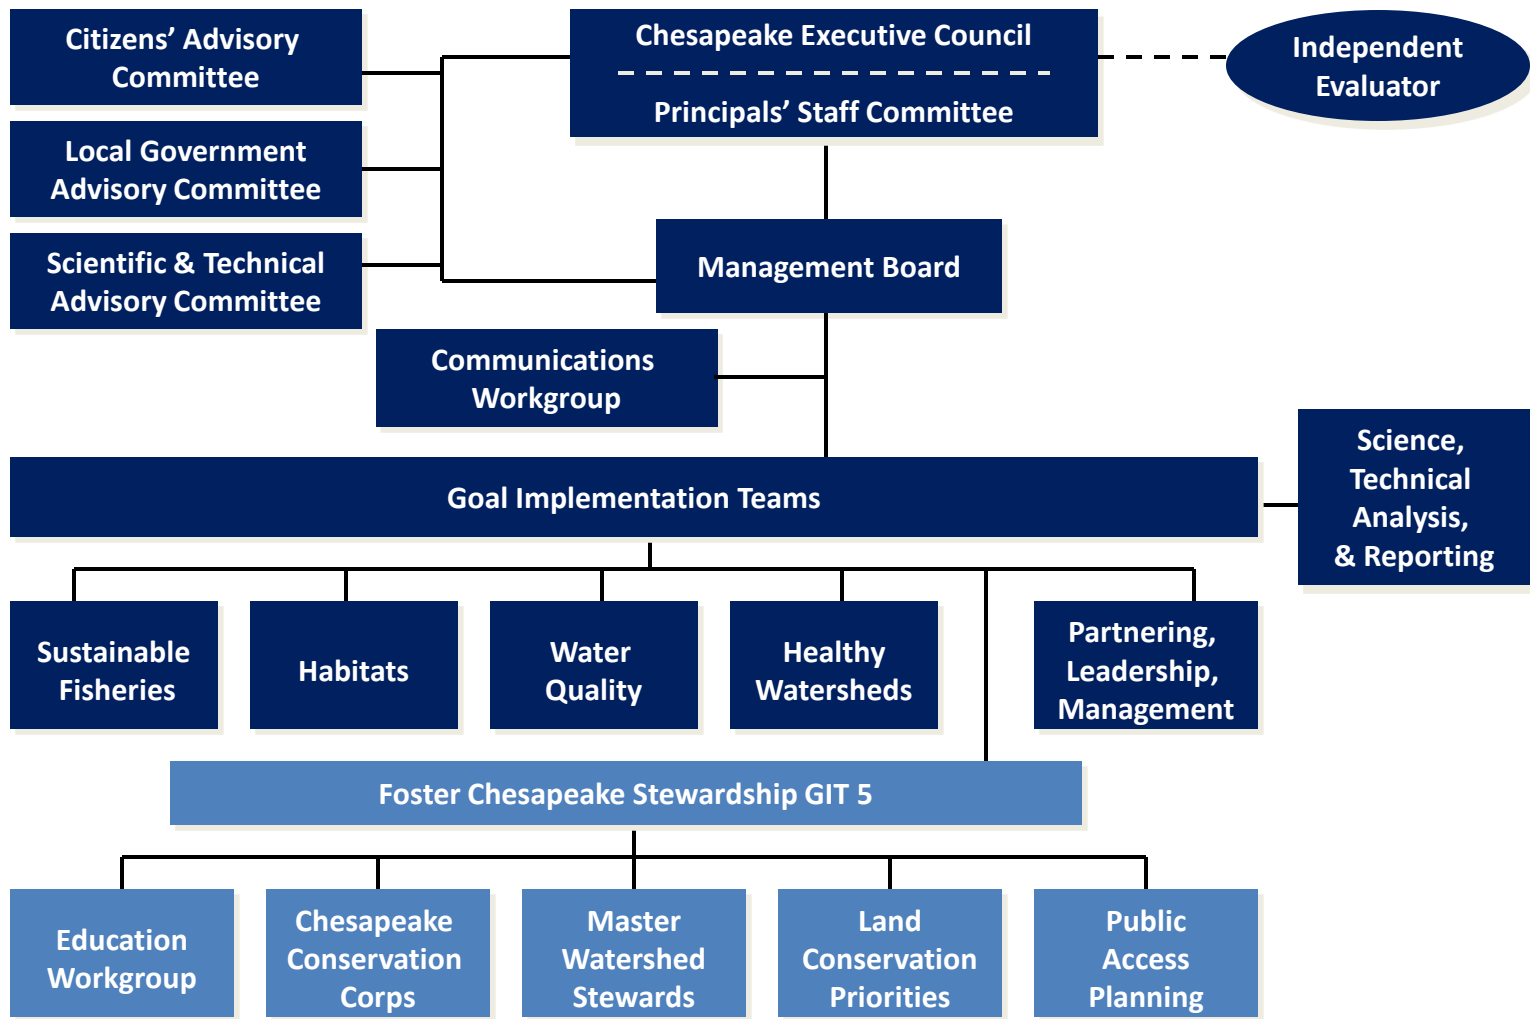 Citizens’ Advisory
Committee
Chesapeake Executive Council
Principals’ Staff Committee
Independent
Evaluator
Local Government
Advisory Committee
Scientific & Technical
Advisory Committee
Management Board
Communications
Workgroup
Goal Implementation Teams
Science,
Technical
Analysis,
& Reporting
Sustainable
Fisheries
Habitats
Water
Quality
Healthy
Watersheds
Partnering,
Leadership,
Management
Foster Chesapeake Stewardship GIT 5
Education
Workgroup
Chesapeake
Conservation
Corps
Master
Watershed
Stewards
Land
Conservation
Priorities
Public
Access
Planning